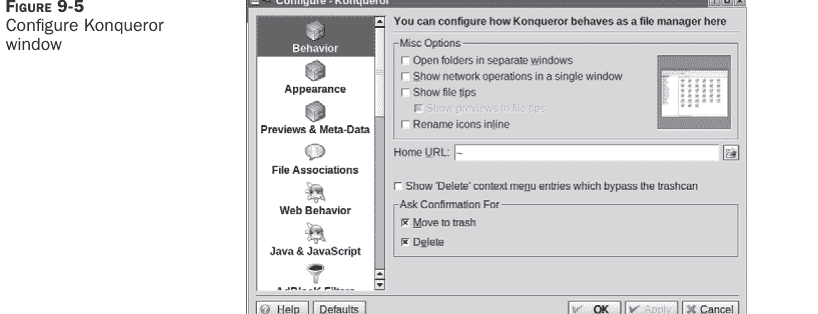 FIGURE 9-5
Configure Konqueror
window
Configure - Konqueror
Behavior
Appearance
Previews & Meta-Data
File Associations
Web Behavior
Java & JavaScript
AdBlocK Filters
You can configure how Konqueror behaves as a file manager here
Misc Options
Open folders in separate windows
Show network operations in a single window
Show file tips
Show previews in file tips
Rename icons inline
Home URL: ~
Show 'Delete' context menu entries which bypass the trashcan
Ask Confirmation For
Move to trash
Delete
Help Defaults OK Apply Cancel